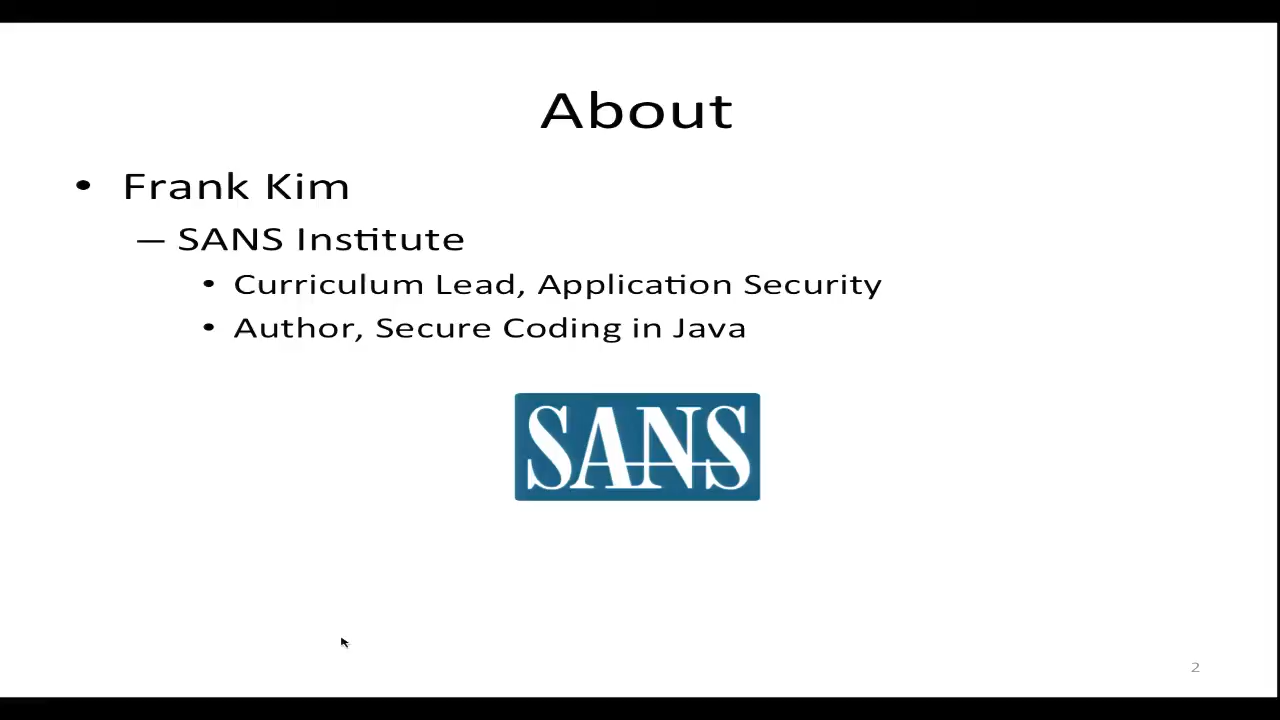 About
• Frank Kim
– SANS Institute
• Curriculum Lead, Application Security
• Author, Secure Coding in Java
SANS
2